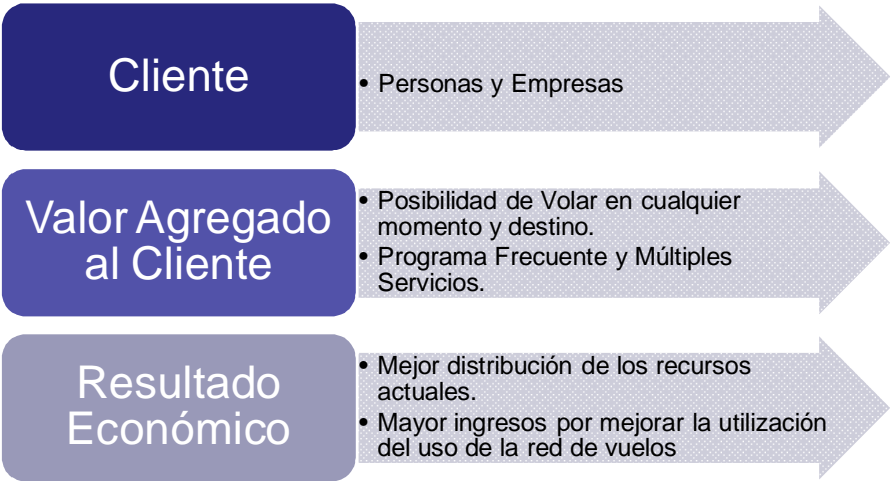 Cliente
• Personas y Empresas
Valor Agregado
al Cliente
• Posibilidad de Volar en cualquier
momento y destino.
• Programa Frecuente y Múltiples
Servicios.
Resultado
Económico
• Mejor distribución de los recursos
actuales.
• Mayor ingresos por mejorar la utilización
del uso de la red de vuelos